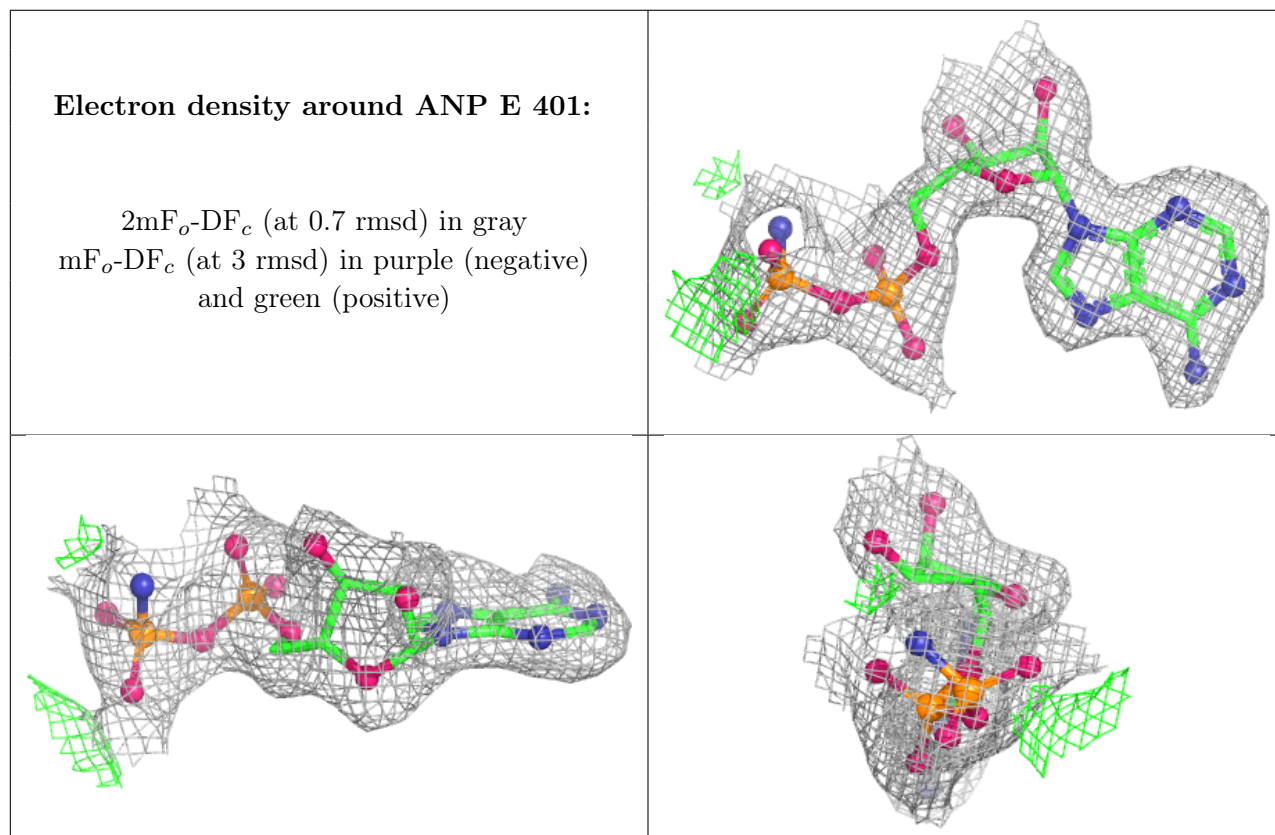 Electron density around ANP E 401:
2mFₒ-DF𝒸 (at 0.7 rmsd) in gray
mFₒ-DF𝒸 (at 3 rmsd) in purple (negative)
and green (positive)